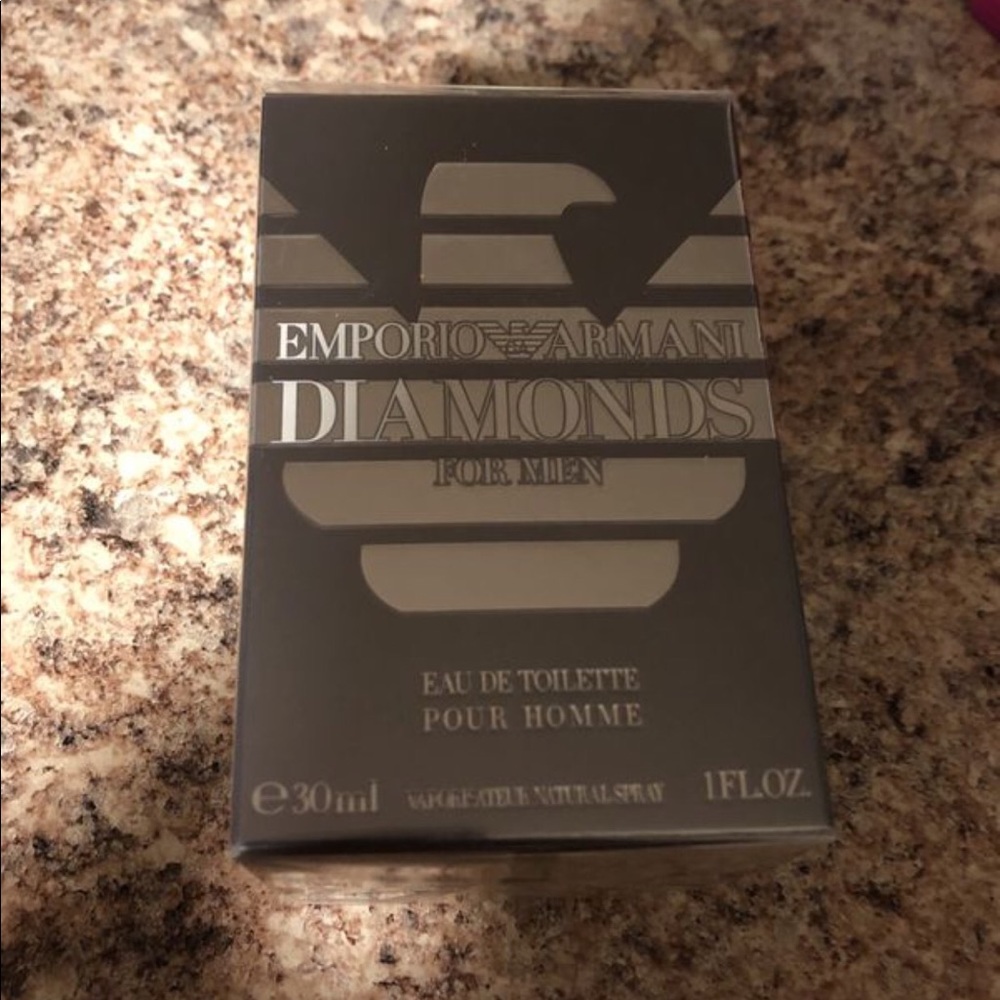 EMPORIO ARMANI
DIAMONDS
FOR MEN
EAU DE TOILETTE
POUR HOMME
℮30ml VAPORISATEUR NATURAL SPRAY 1FL.OZ.